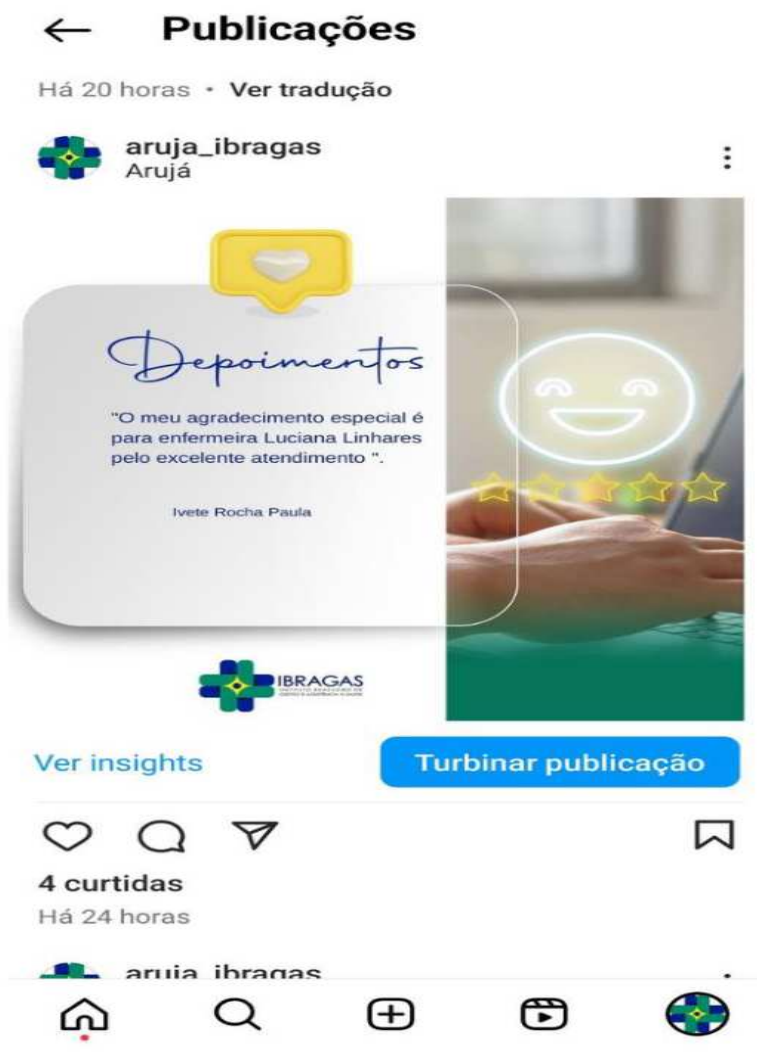 Publicações
Há 20 horas • Ver tradução
aruja_ibragas
Arujá
Depoimentos
"O meu agradecimento especial é
para enfermeira Luciana Linhares
pelo excelente atendimento ".
Ivete Rocha Paula
IBRAGAS
Ver insights
Turbinar publicação
4 curtidas
Há 24 horas
aruja_ibragas